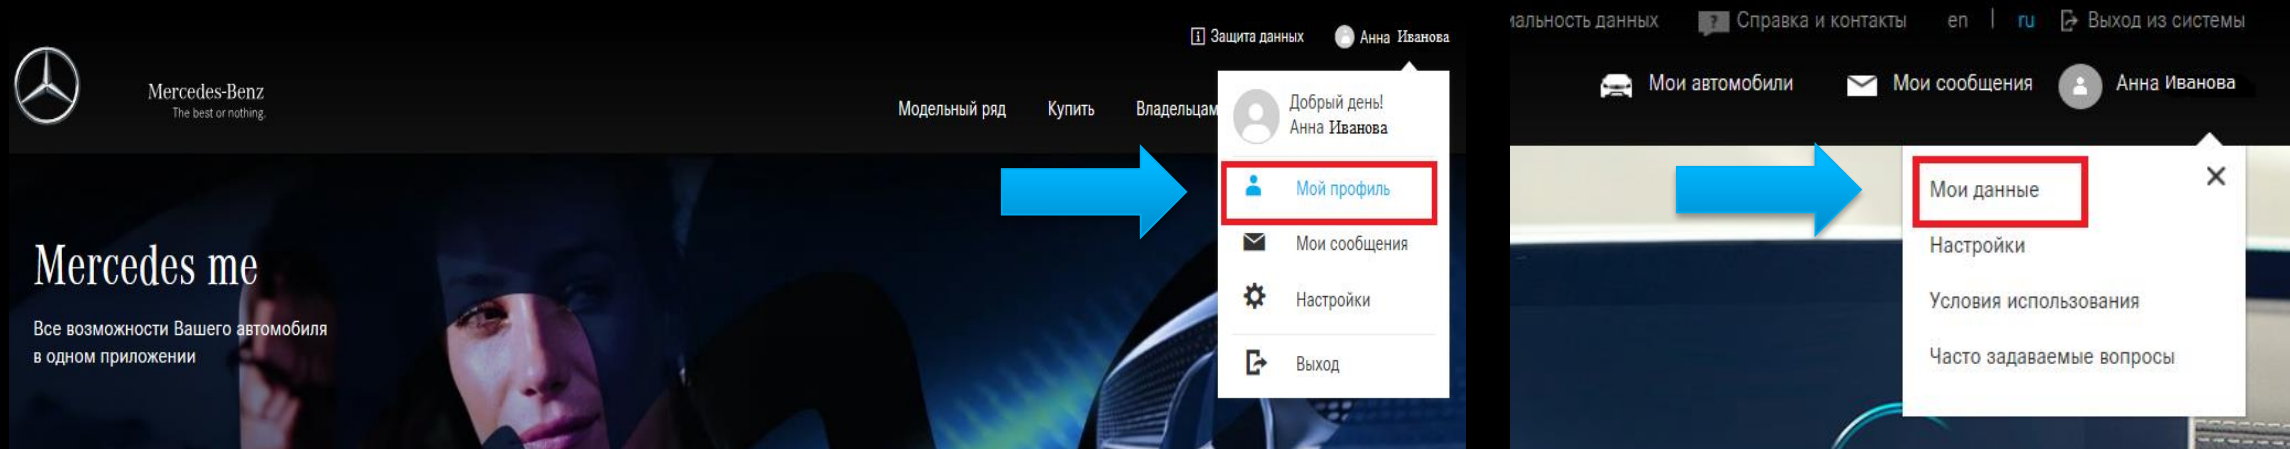 Защита данных
Анна Иванова
Mercedes-Benz
The best or nothing.
Модельный ряд
Купить
Владельцам
Добрый день!
Анна Иванова
Мой профиль
Мои сообщения
Настройки
Выход
Mercedes me
Все возможности Вашего автомобиля
в одном приложении
данных
Справка и контакты
en | ru
Выход из системы
Мои автомобили
Мои сообщения
Анна Иванова
Мои данные
Настройки
Условия использования
Часто задаваемые вопросы